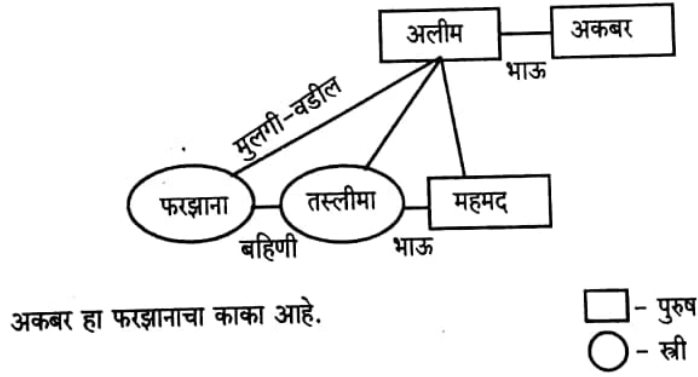 अलीम
अकबर
भाऊ
मुलगी-वडील
फरझाना
तस्लीमा
महमद
बहिणी
भाऊ
अकबर हा फरझानाचा काका आहे.
- पुरुष
- स्त्री